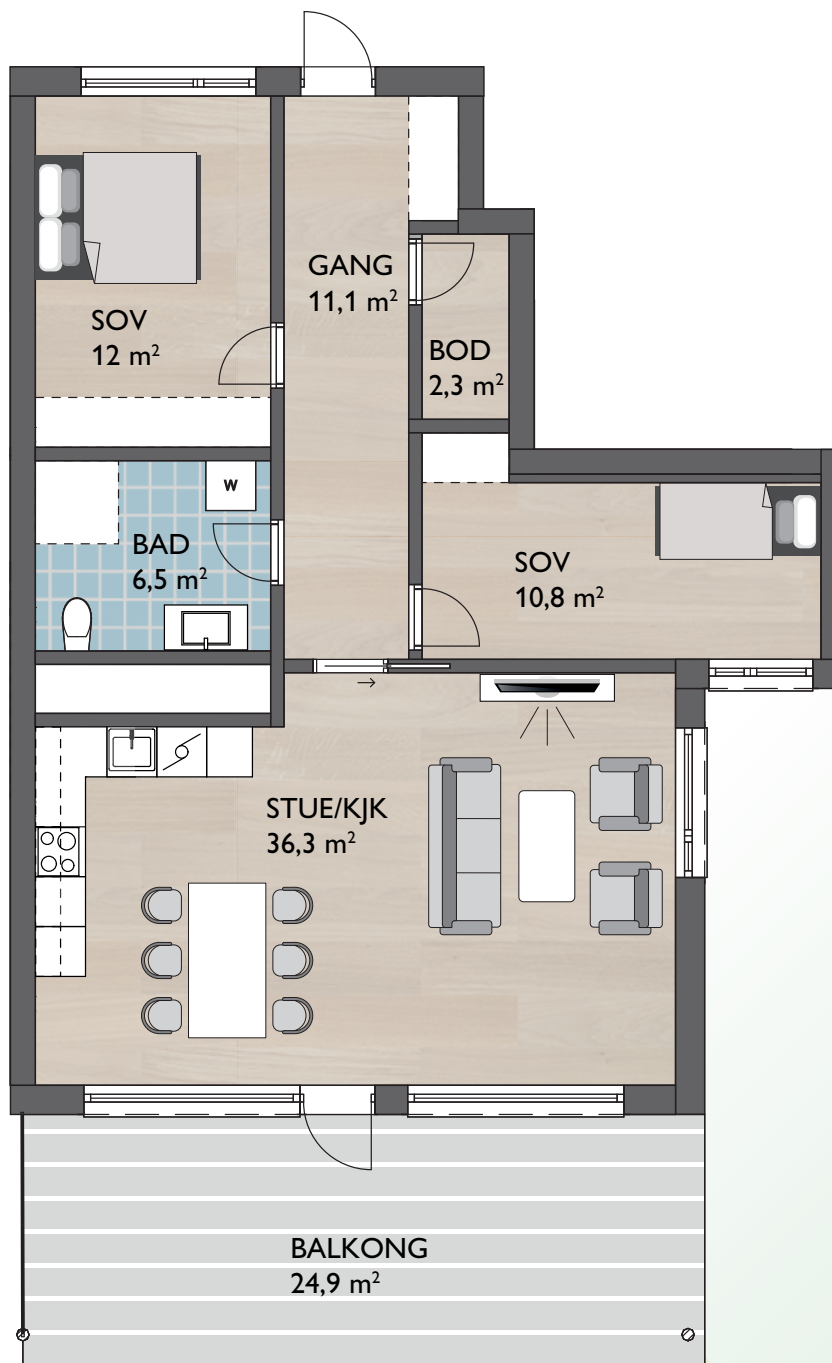 GANG
11,1 m²
SOV
12 m²
BOD
2,3 m²
W
BAD
6,5 m²
SOV
10,8 m²
STUE/KJK
36,3 m²
BALKONG
24,9 m²